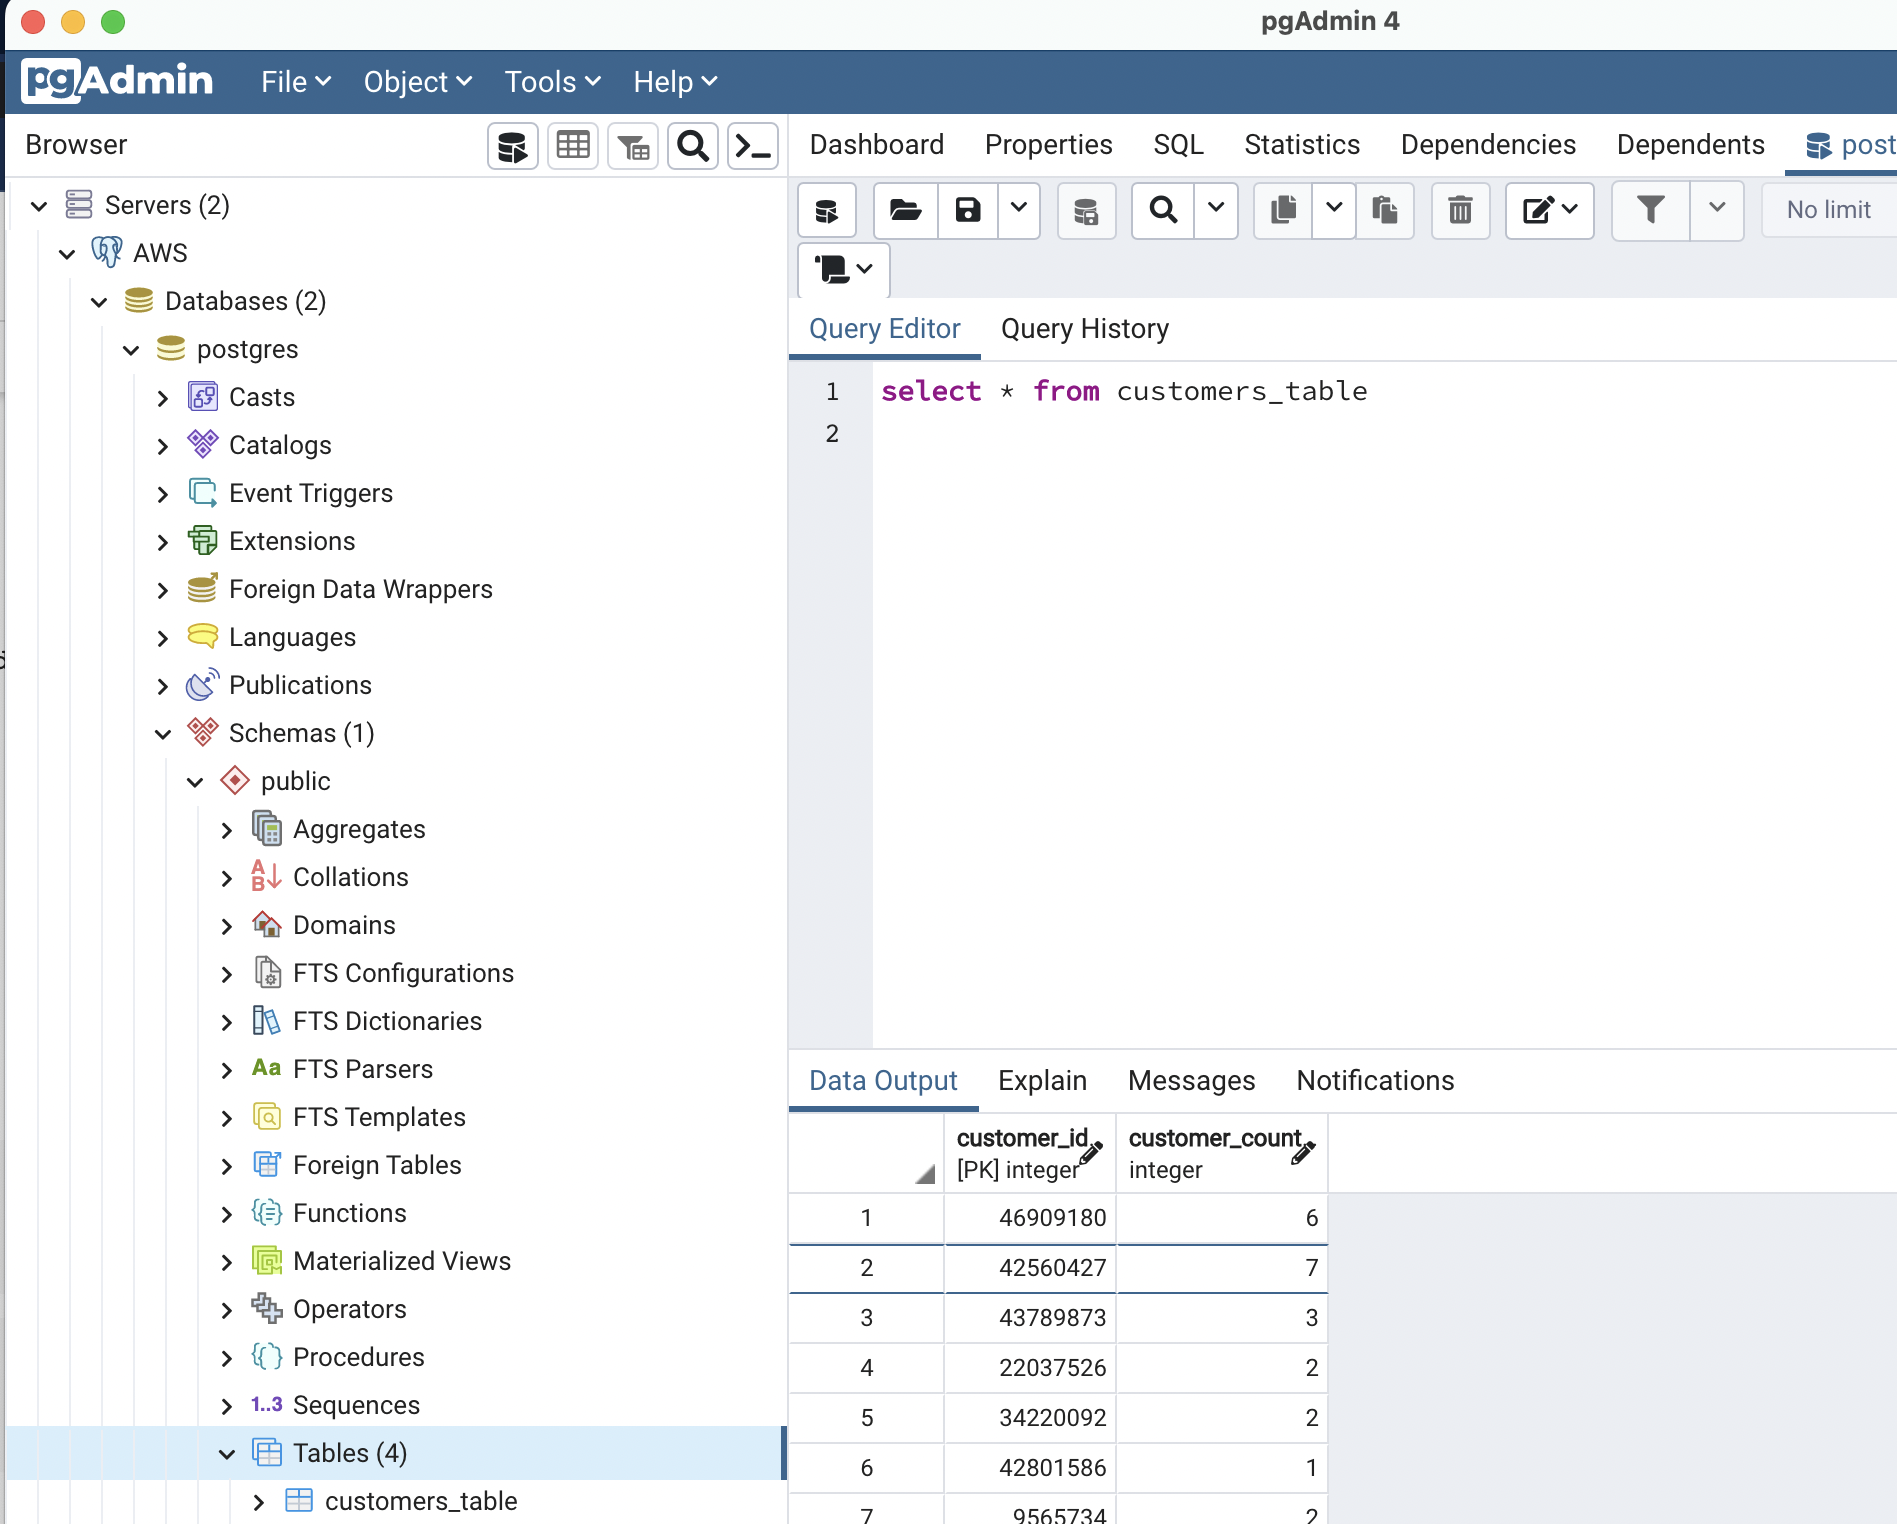 pgAdmin 4
pgAdmin File Object Tools Help
Browser
Servers (2)
AWS
Databases (2)
postgres
Casts
Catalogs
Event Triggers
Extensions
Foreign Data Wrappers
Languages
Publications
Schemas (1)
public
Aggregates
Collations
Domains
FTS Configurations
FTS Dictionaries
Aa FTS Parsers
FTS Templates
Foreign Tables
Functions
Materialized Views
Operators
Procedures
1..3 Sequences
Tables (4)
customers_table
Dashboard Properties SQL Statistics Dependencies Dependents post
No limit
Query Editor Query History
1 select * from customers_table
2
Data Output Explain Messages Notifications
customer_id customer_count
[PK] integer integer
1 46909180 6
2 42560427 7
3 43789873 3
4 22037526 2
5 34220092 2
6 42801586 1
7 9565734 2